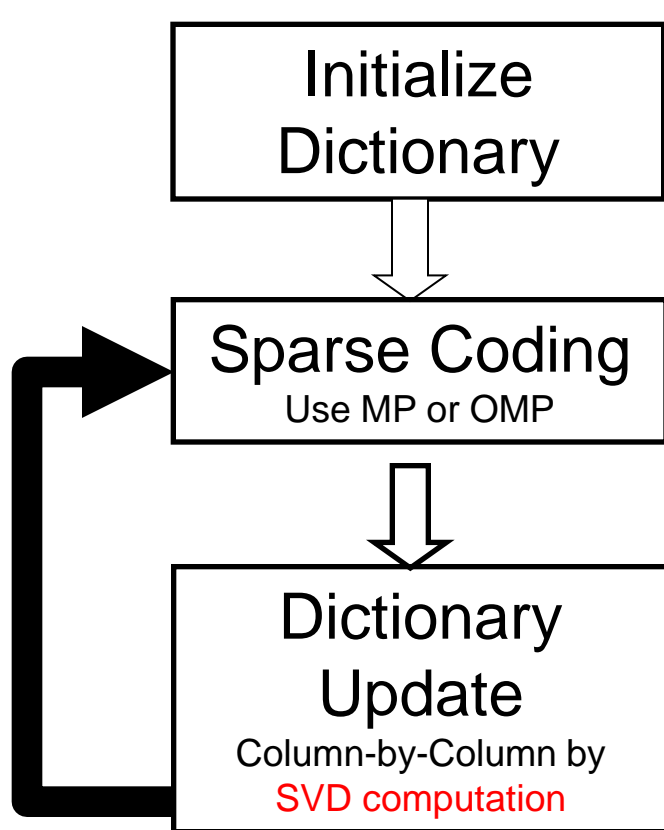 Initialize
Dictionary
Sparse Coding
Use MP or OMP
Dictionary
Update
Column-by-Column by
SVD computation